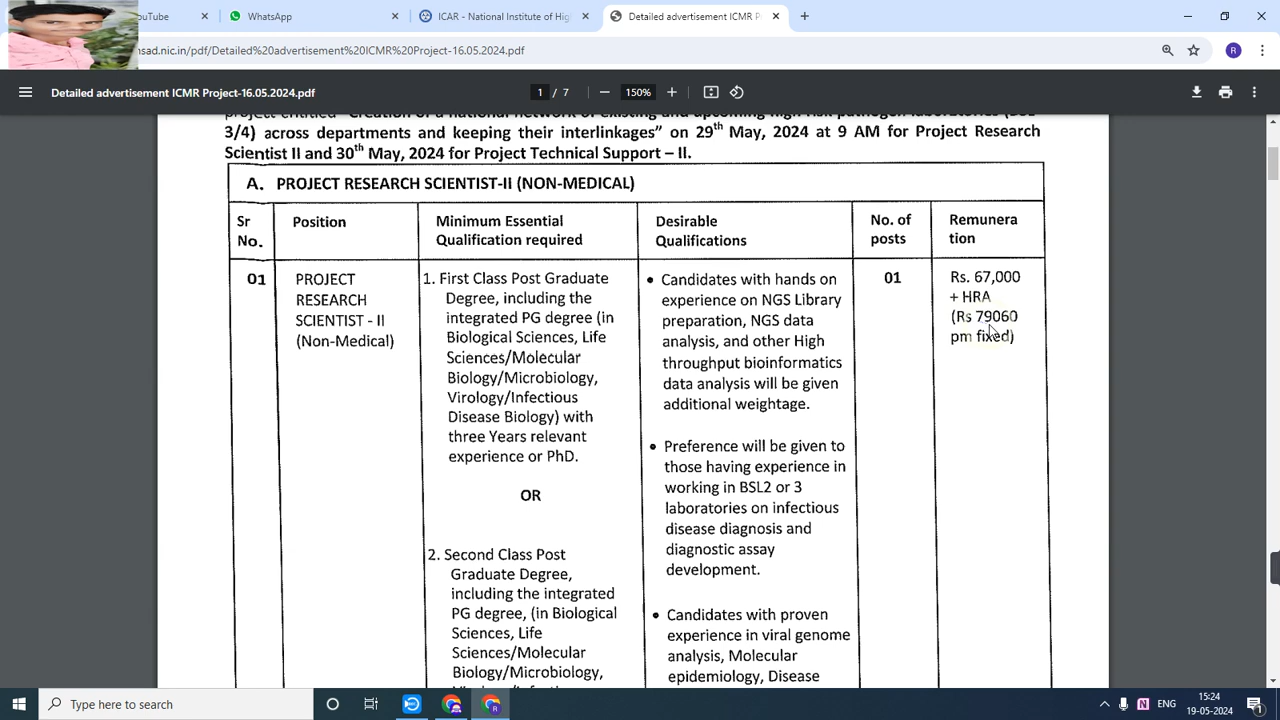 ouTube
WhatsApp
ICAR - National Institute of Hig
Detailed advertisement ICMR P
nsad.nic.in/pdf/Detailed%20advertisement%20ICMR%20Project-16.05.2024.pdf
R
Detailed advertisement ICMR Project-16.05.2024.pdf
1 / 7
150%
3/4) across departments and keeping their interlinkages” on 29th May, 2024 at 9 AM for Project Research
Scientist II and 30th May, 2024 for Project Technical Support – II.
A. PROJECT RESEARCH SCIENTIST-II (NON-MEDICAL)
Sr
No.
Position
Minimum Essential
Qualification required
Desirable
Qualifications
No. of
posts
Remunera
tion
01
PROJECT
RESEARCH
SCIENTIST - II
(Non-Medical)
1. First Class Post Graduate
Degree, including the
integrated PG degree (in
Biological Sciences, Life
Sciences/Molecular
Biology/Microbiology,
Virology/Infectious
Disease Biology) with
three Years relevant
experience or PhD.
OR
2. Second Class Post
Graduate Degree,
including the integrated
PG degree, (in Biological
Sciences, Life
Sciences/Molecular
Biology/Microbiology,
• Candidates with hands on
experience on NGS Library
preparation, NGS data
analysis, and other High
throughput bioinformatics
data analysis will be given
additional weightage.
• Preference will be given to
those having experience in
working in BSL2 or 3
laboratories on infectious
disease diagnosis and
diagnostic assay
development.
• Candidates with proven
experience in viral genome
analysis, Molecular
epidemiology, Disease
01
Rs. 67,000
+ HRA
(Rs 79060
pm fixed)
Type here to search
ENG
15:24
19-05-2024